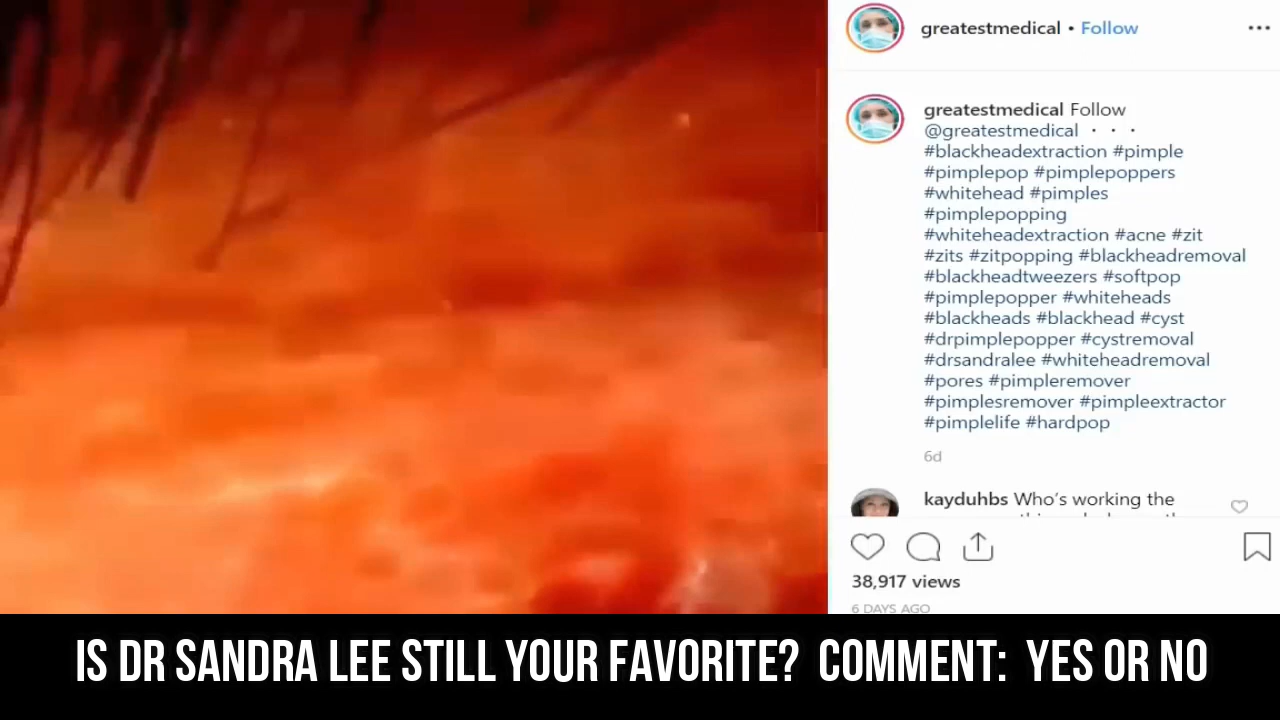 greatestmedical • Follow
greatestmedical Follow
@greatestmedical · · ·
#blackheadextraction #pimple
#pimplepop #pimplepoppers
#whitehead #pimples
#pimplepopping
#whiteheadextraction #acne #zit
#zits #zitpopping #blackheadremoval
#blackheadtweezers #softpop
#pimplepopper #whiteheads
#blackheads #blackhead #cyst
#drpimplepopper #cystremoval
#drsandralee #whiteheadremoval
#pores #pimpleremover
#pimplesremover #pimpleextractor
#pimplelife #hardpop
6d
kayduhbs Who's working the
38,917 views
6 DAYS AGO
IS DR SANDRA LEE STILL YOUR FAVORITE? COMMENT: YES OR NO